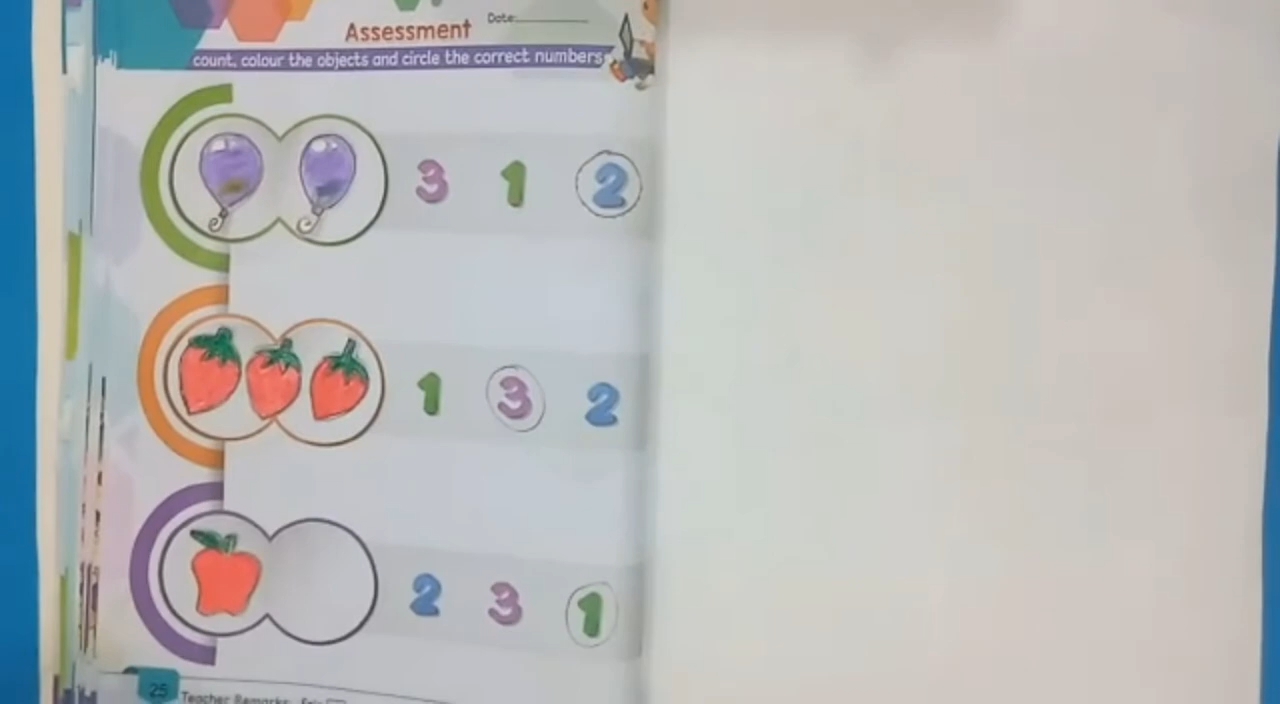 Date:
Assessment
count, colour the objects and circle the correct numbers
3 1 2
1 3 2
2 3 1
25
Teacher Remarks